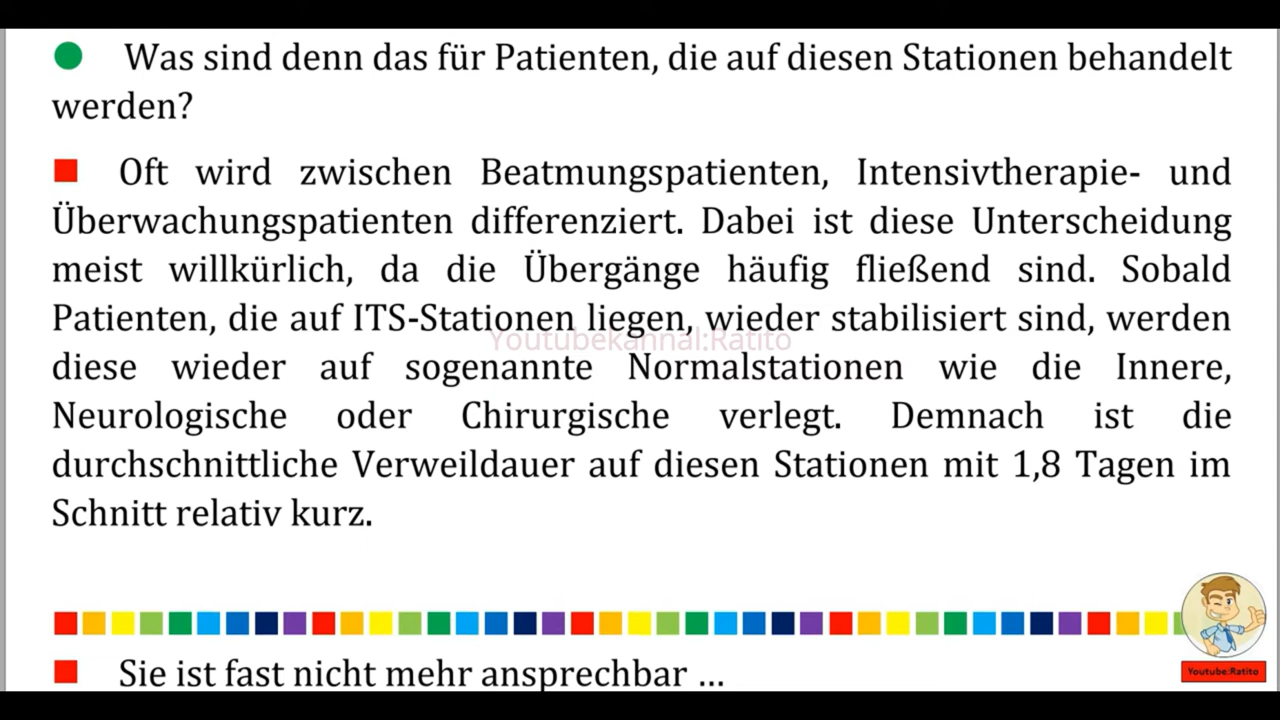 Was sind denn das für Patienten, die auf diesen Stationen behandelt
werden?
Oft wird zwischen Beatmungspatienten, Intensivtherapie- und
Überwachungspatienten differenziert. Dabei ist diese Unterscheidung
meist willkürlich, da die Übergänge häufig fließend sind. Sobald
Patienten, die auf ITS-Stationen liegen, wieder stabilisiert sind, werden
Youtubekannal:Ratito
diese wieder auf sogenannte Normalstationen wie die Innere,
Neurologische oder Chirurgische verlegt. Demnach ist die
durchschnittliche Verweildauer auf diesen Stationen mit 1,8 Tagen im
Schnitt relativ kurz.
Sie ist fast nicht mehr ansprechbar ...
Youtube:Ratito